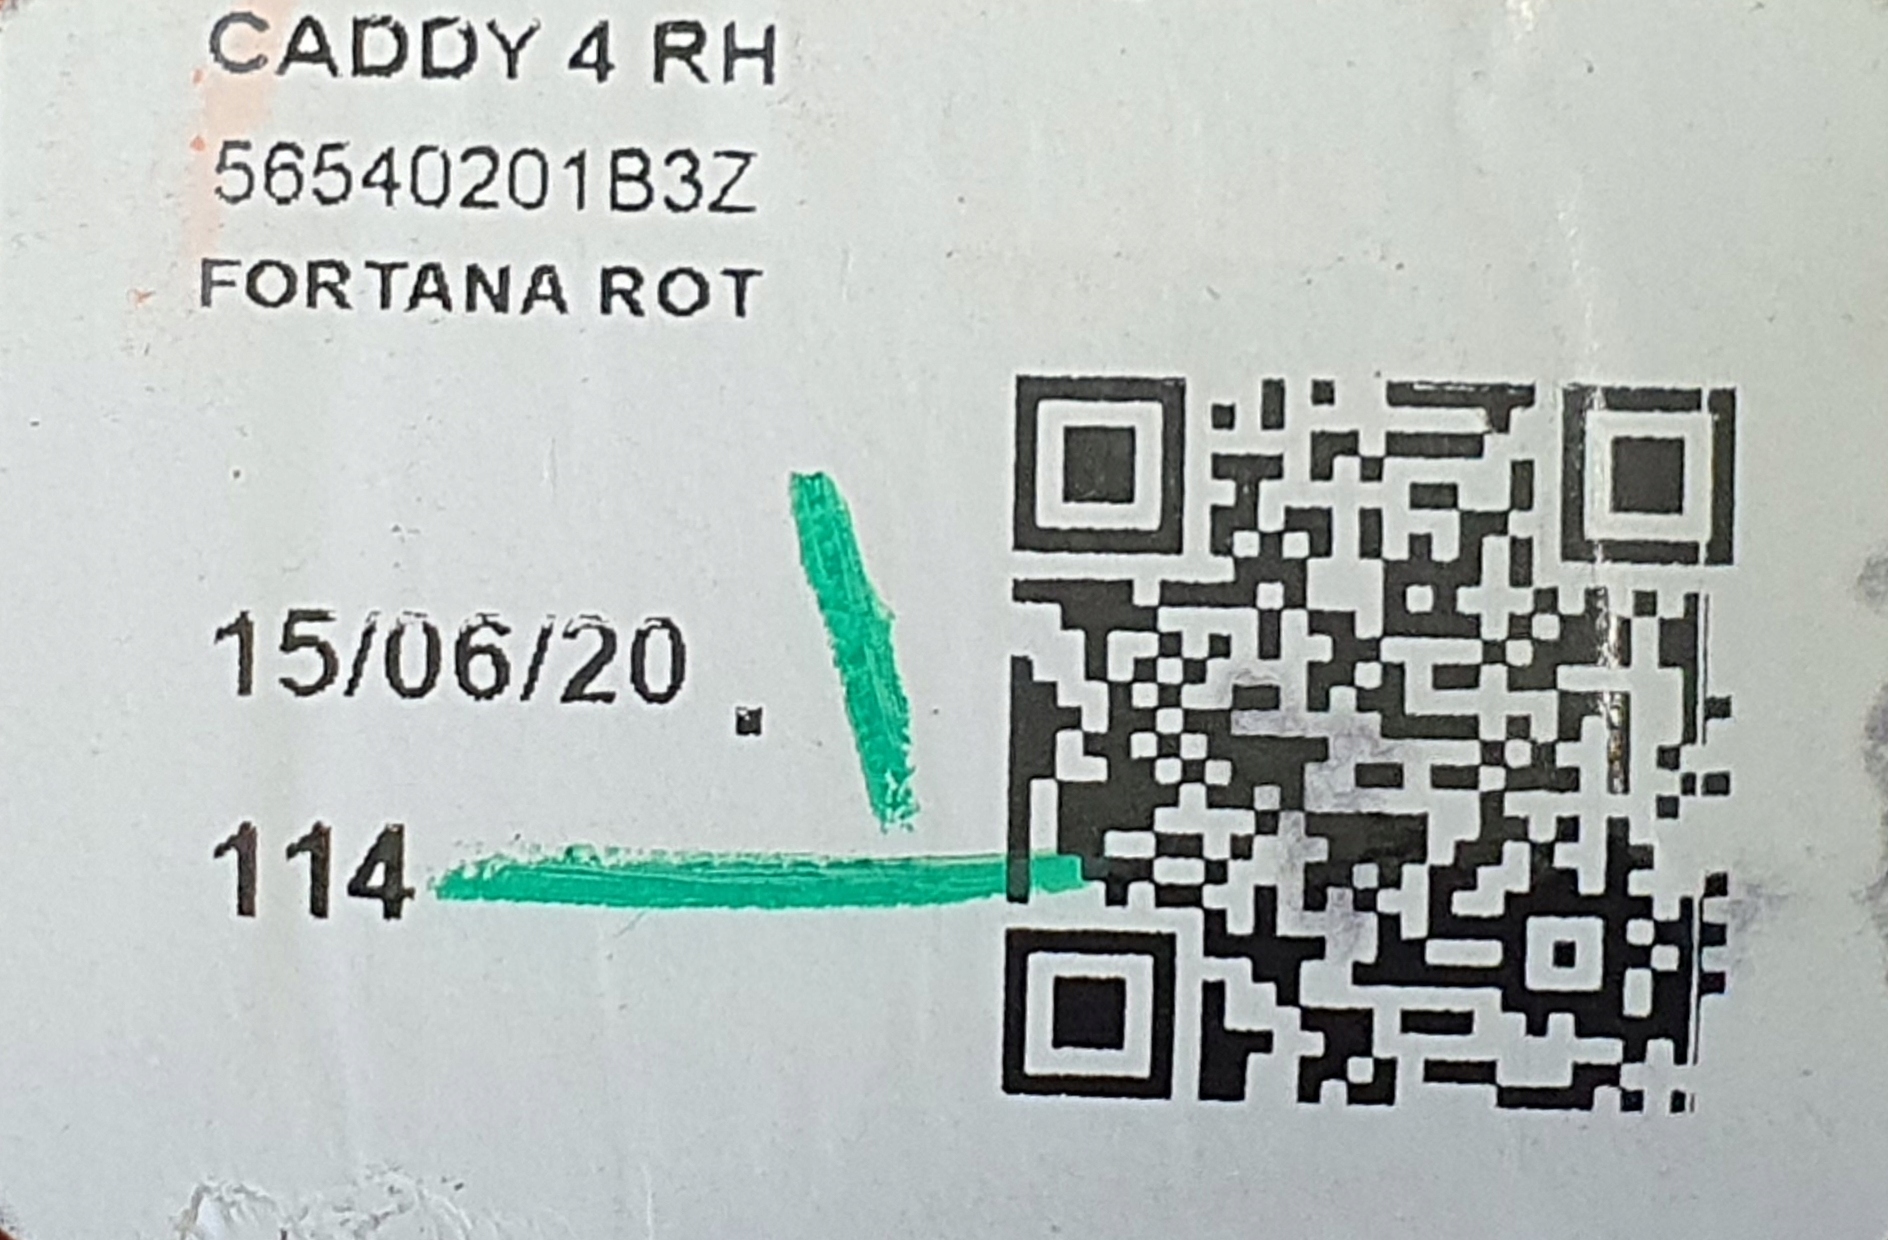 CADDY 4 RH
56540201B3Z
FORTANA ROT
15/06/20 .
114